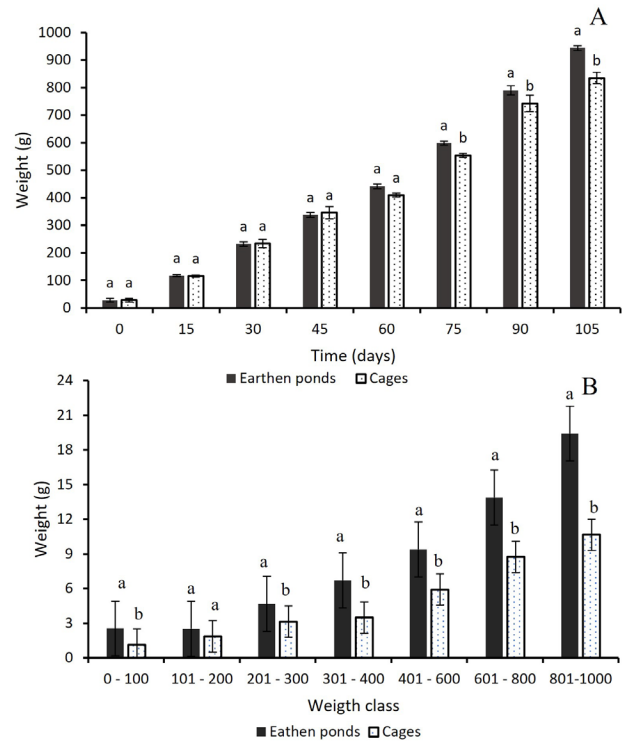 A
1000
900
800
700
600
500
400
300
200
100
0
Weight (g)
a a a a a a a a a a a b a b a b
0 15 30 45 60 75 90 105
Time (days)
Earthen ponds Cages
B
24
21
18
15
12
9
6
3
0
Weight (g)
a b a a a b a b a b a b a b
0 - 100 101 - 200 201 - 300 301 - 400 401 - 600 601 - 800 801-1000
Weigth class
Eathen ponds Cages